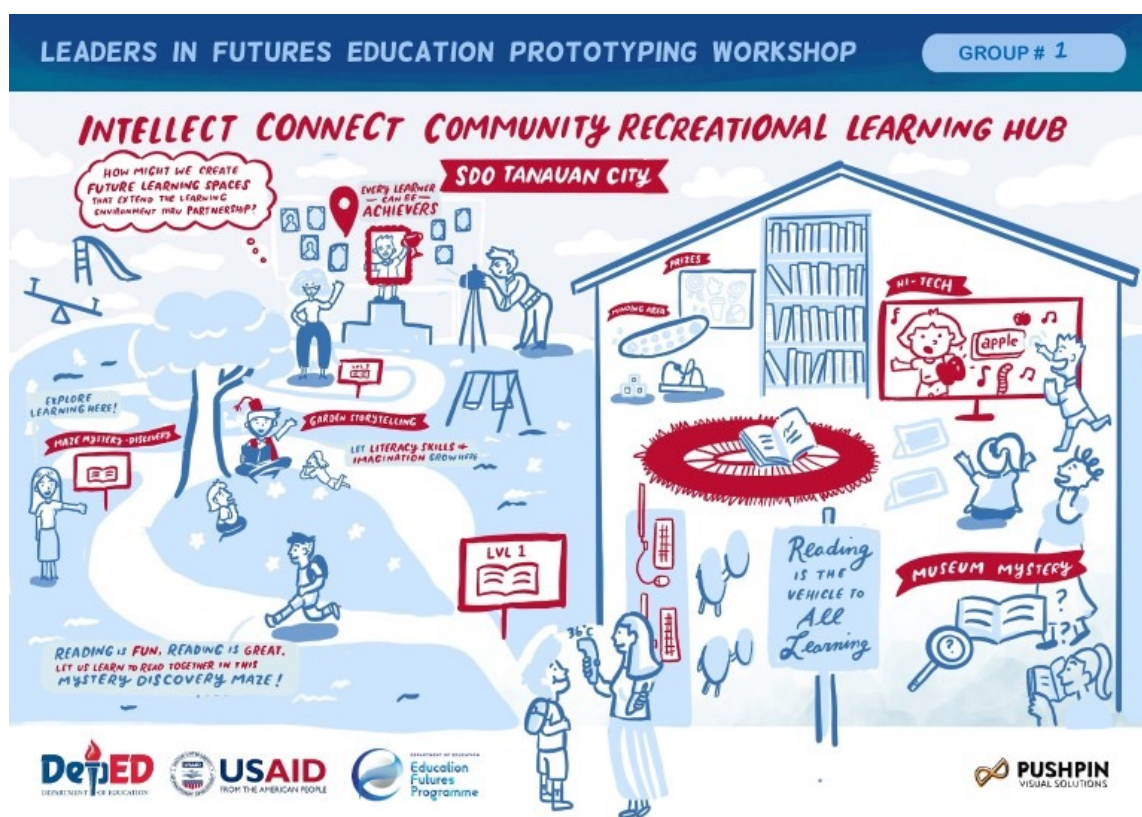 LEADERS IN FUTURES EDUCATION PROTOTYPING WORKSHOP
GROUP # 1
INTELLECT CONNECT COMMUNITY RECREATIONAL LEARNING HUB
SDO TANAUAN CITY
HOW MIGHT WE CREATE
FUTURE LEARNING SPACES
THAT EXTEND THE LEARNING
ENVIRONMENT THRU PARTNERSHIP?
EVERY LEARNER
CAN BE
ACHIEVERS
PRIZES
HI-TECH
apple
EXPLORE
LEARNING HERE!
MAZE MYSTERY-DISCOVERY
GARDEN STORYTELLING
LET LITERACY SKILLS +
IMAGINATION GROW HERE
LVL 1
Reading
IS THE
VEHICLE TO
All
Learning
MUSEUM MYSTERY
?
?
?
36°C
READING IS FUN, READING IS GREAT.
LET US LEARN TO READ TOGETHER IN THIS
MYSTERY DISCOVERY MAZE!
DepED
DEPARTMENT OF EDUCATION
USAID
FROM THE AMERICAN PEOPLE
DEPARTMENT OF EDUCATION
Education
Futures
Programme
PUSHPIN
VISUAL SOLUTIONS